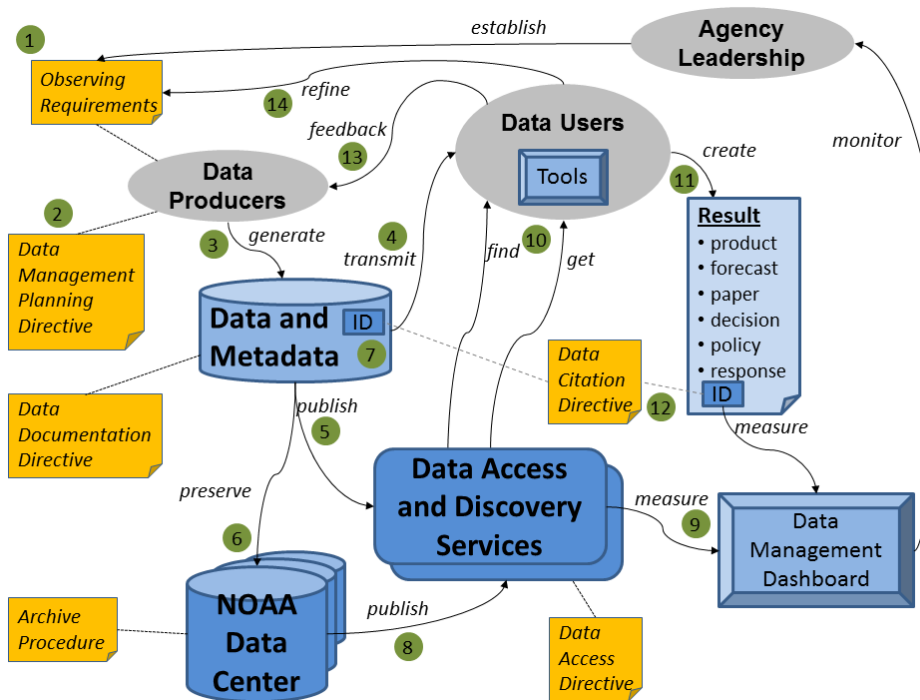 1
establish
Agency
Leadership
Observing
Requirements
14
refine
feedback
13
Data Users
Tools
create
11
monitor
Data
Producers
2
3
generate
4
transmit
find
10
get
Result
• product
• forecast
• paper
• decision
• policy
• response
ID
Data
Management
Planning
Directive
Data and
Metadata
ID
7
Data
Citation
Directive
12
measure
Data
Documentation
Directive
publish
5
preserve
6
Data Access
and Discovery
Services
measure
9
Data
Management
Dashboard
Archive
Procedure
NOAA
Data
Center
publish
8
Data
Access
Directive